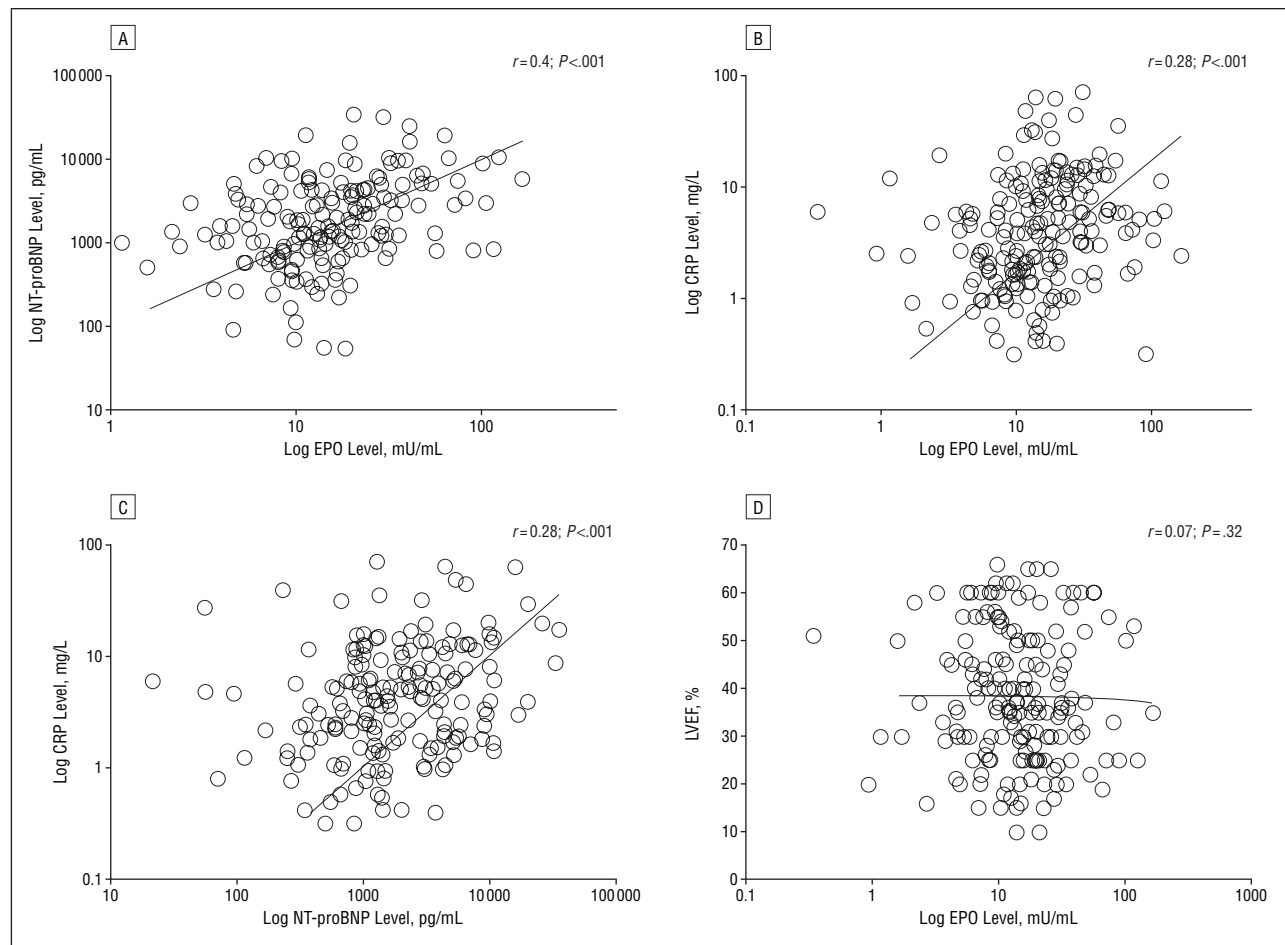 A
r=0.4; P<.001
100 000
10 000
1000
100
10
1
10
100
Log NT-proBNP Level, pg/mL
Log EPO Level, mU/mL
B
r=0.28; P<.001
100
10
1
0.1
0.1
1
10
100
Log CRP Level, mg/L
Log EPO Level, mU/mL
C
r=0.28; P<.001
100
10
1
0.1
10
100
1000
10 000
100 000
Log CRP Level, mg/L
Log NT-proBNP Level, pg/mL
D
r=0.07; P=.32
70
60
50
40
30
20
10
0
0.1
1
10
100
1000
LVEF, %
Log EPO Level, mU/mL